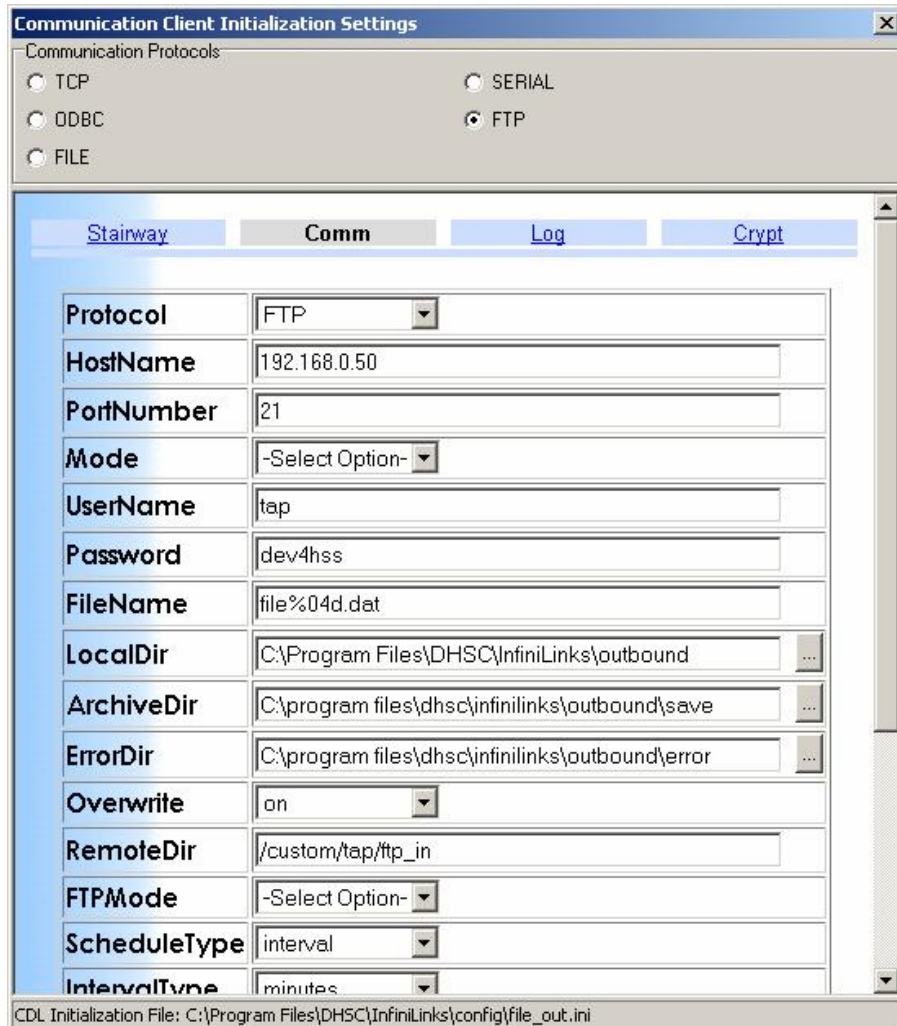 Communication Client Initialization Settings
Communication Protocols
TCP SERIAL
ODBC FTP
FILE
Stairway Comm Log Crypt
Protocol FTP
HostName 192.168.0.50
PortNumber 21
Mode -Select Option-
UserName tap
Password dev4hss
FileName file%04d.dat
LocalDir C:\Program Files\DHSC\InfiniLinks\outbound ...
ArchiveDir C:\program files\dhsc\infinilinks\outbound\save ...
ErrorDir C:\program files\dhsc\infinilinks\outbound\error ...
Overwrite on
RemoteDir /custom/tap/ftp_in
FTPMode -Select Option-
ScheduleType interval
IntervalType minutes
CDL Initialization File: C:\Program Files\DHSC\InfiniLinks\config\file_out.ini